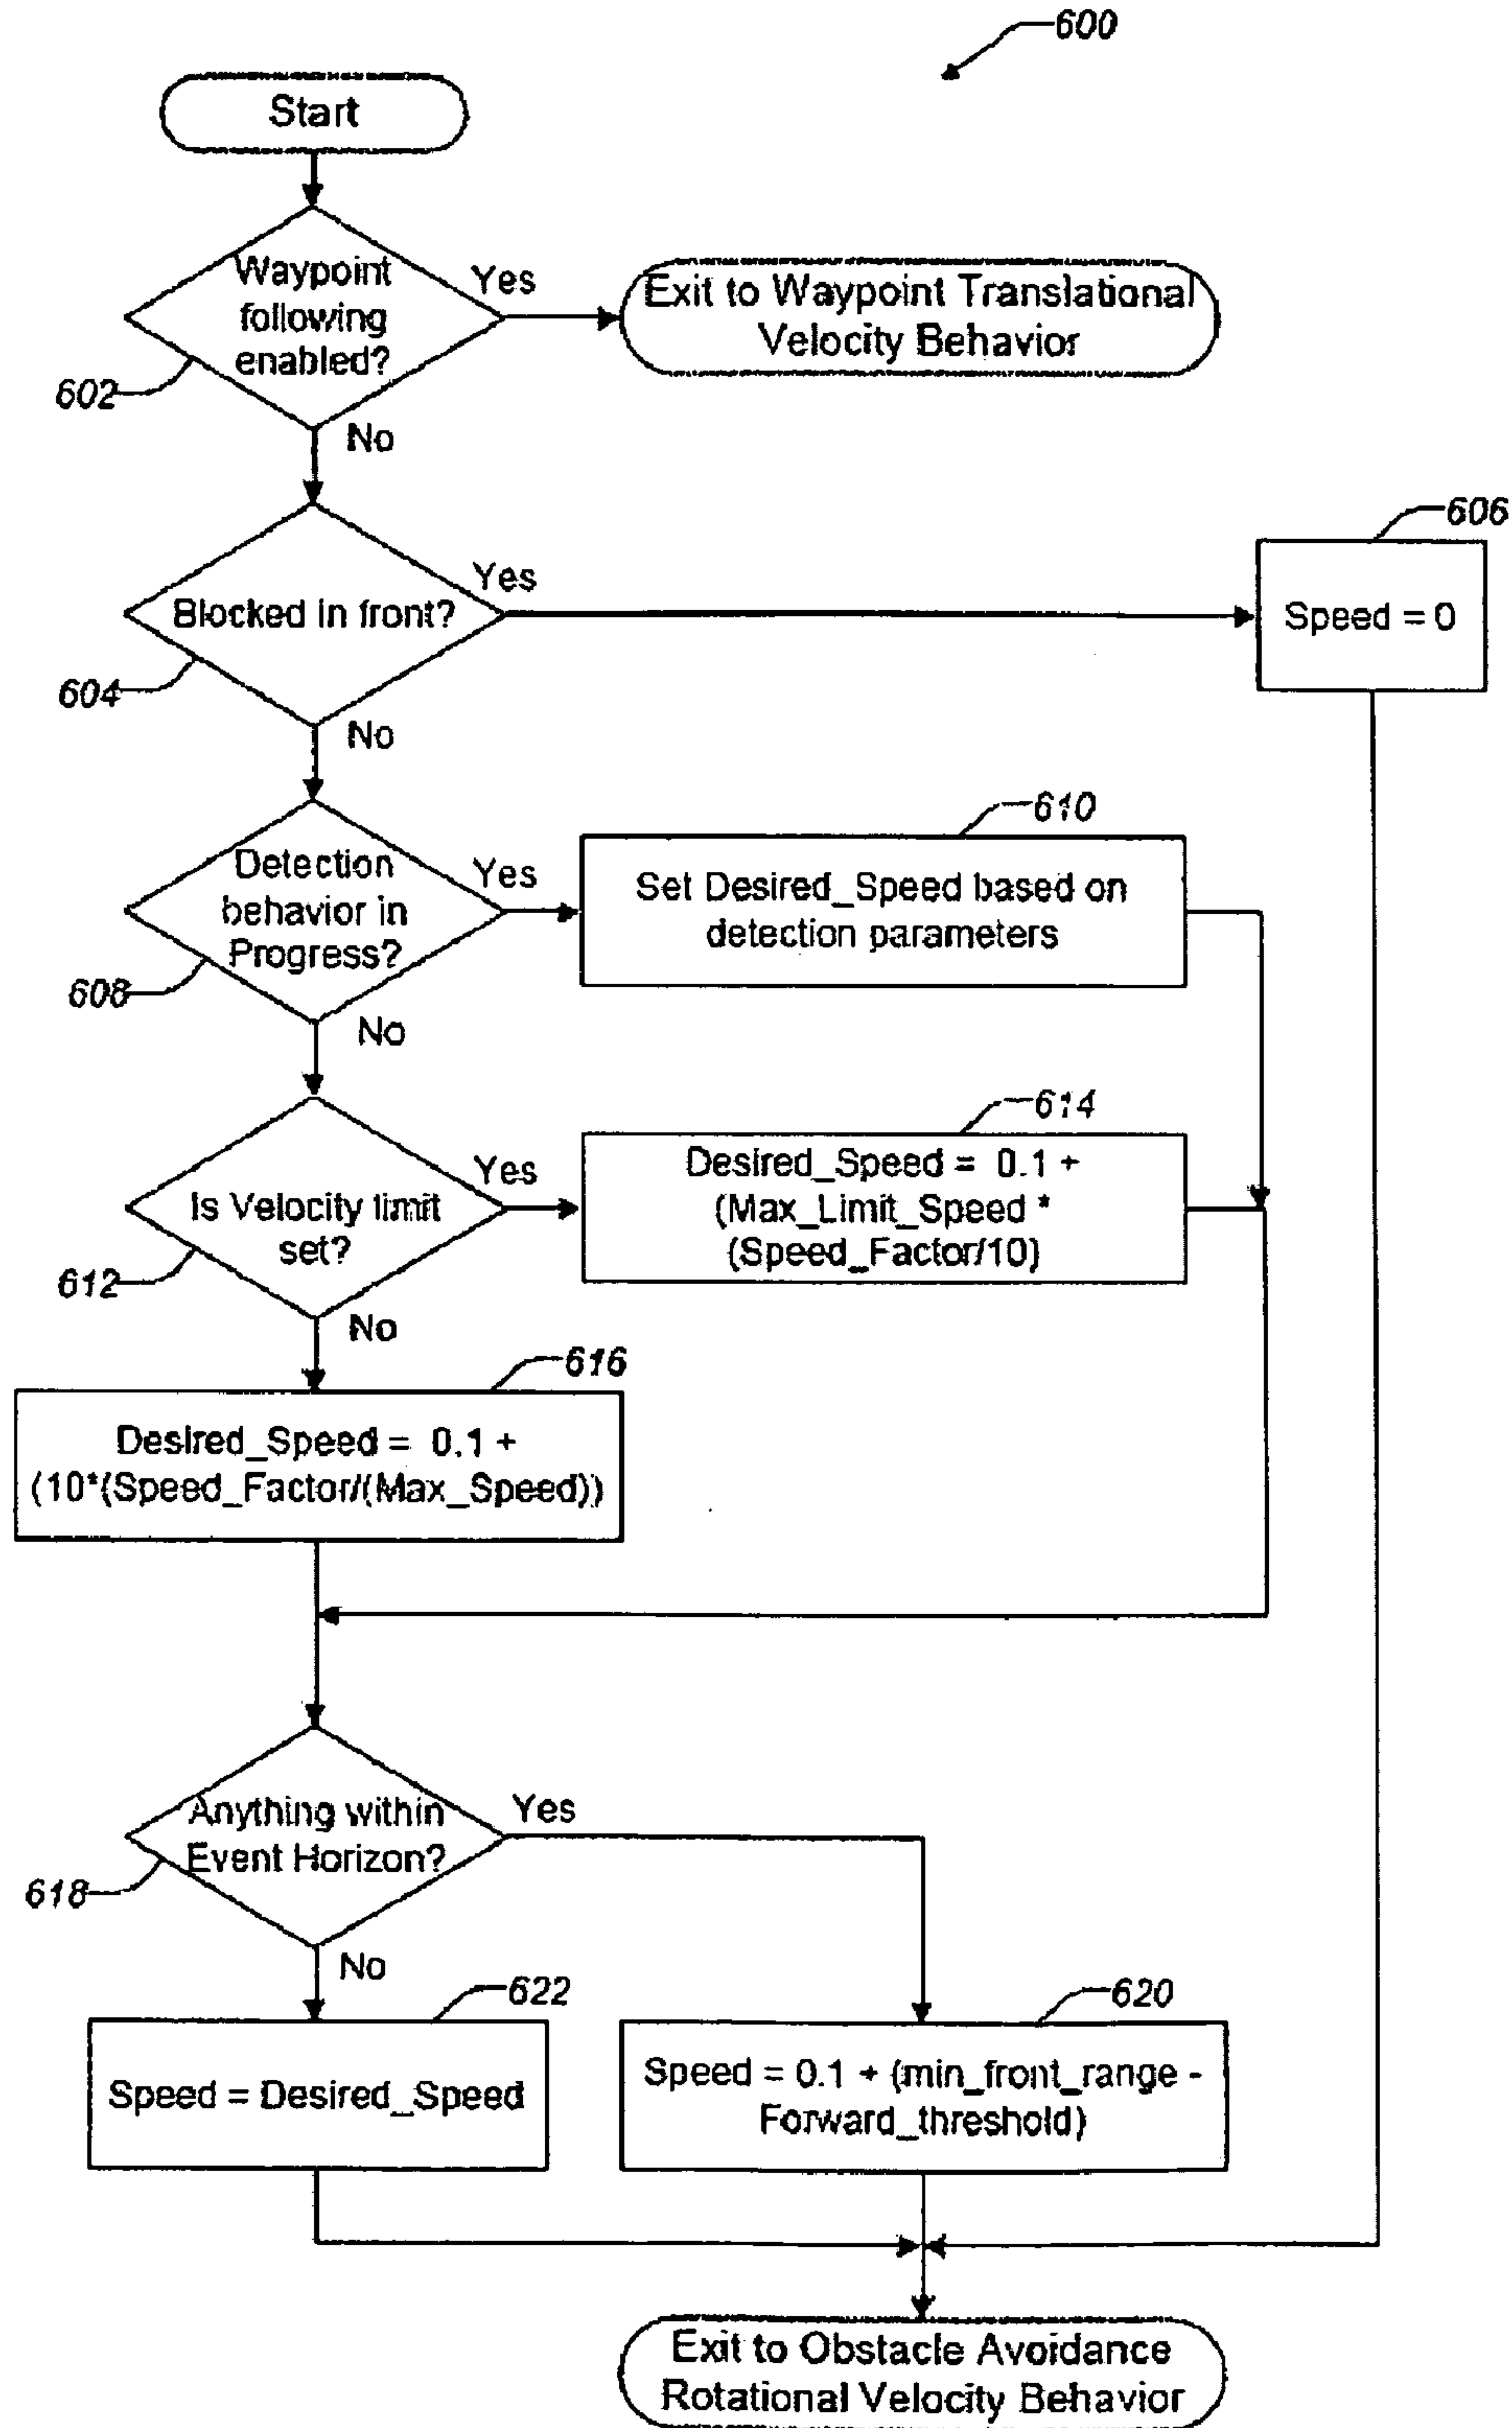 600
Start
Waypoint
following
enabled?
602
Yes
Exit to Waypoint Translational
Velocity Behavior
No
Blocked in front?
604
Yes
606
Speed = 0
No
Detection
behavior in
Progress?
608
Yes
610
Set Desired_Speed based on
detection parameters
No
Is Velocity limit
set?
612
Yes
614
Desired_Speed = 0.1 +
(Max_Limit_Speed *
(Speed_Factor/10)
No
616
Desired_Speed = 0.1 +
(10*(Speed_Factor/(Max_Speed))
Anything within
Event Horizon?
618
Yes
No
622
Speed = Desired_Speed
620
Speed = 0.1 + (min_front_range -
Forward_threshold)
Exit to Obstacle Avoidance
Rotational Velocity Behavior